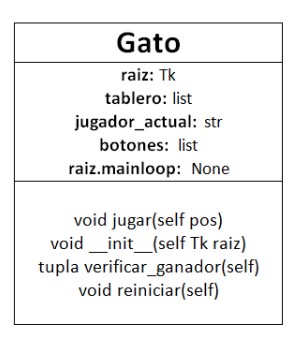 Gato
raiz: Tk
tablero: list
jugador_actual: str
botones: list
raiz.mainloop: None
void jugar(self pos)
void __init__(self Tk raiz)
tupla verificar_ganador(self)
void reiniciar(self)